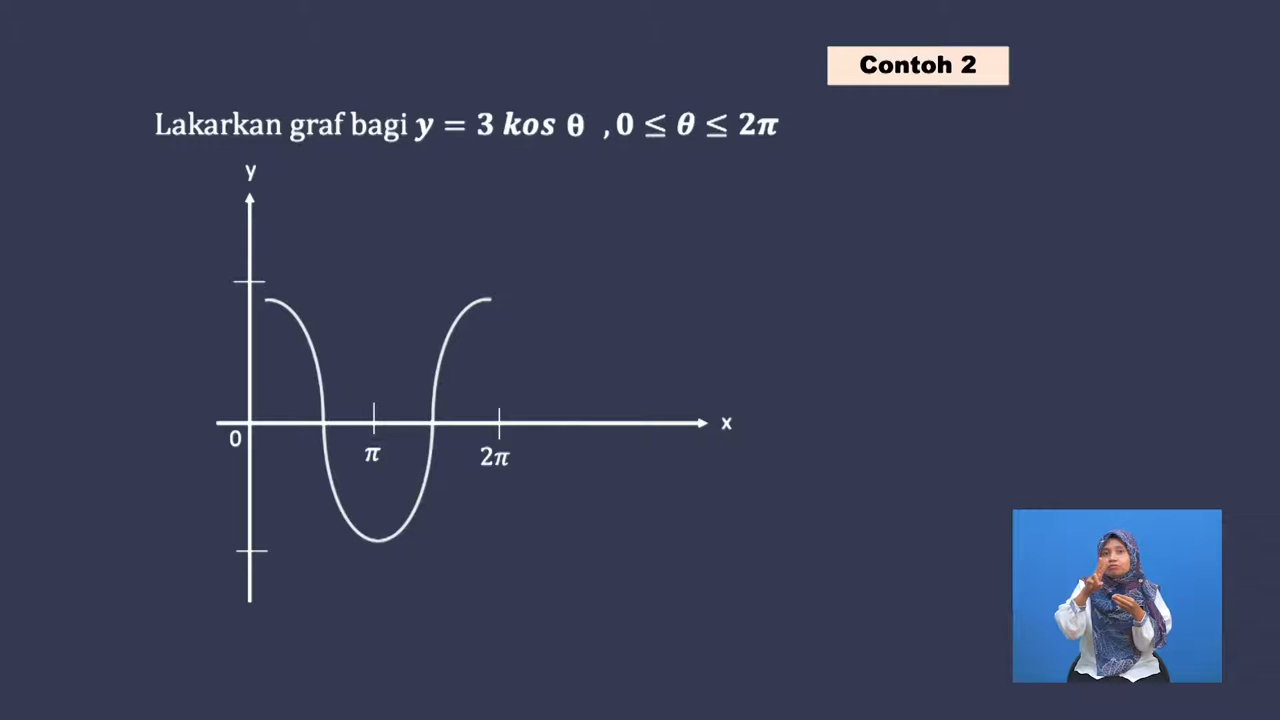 Contoh 2
Lakarkan graf bagi y = 3 kos θ , 0 ≤ θ ≤ 2π
y
x
0
π
2π